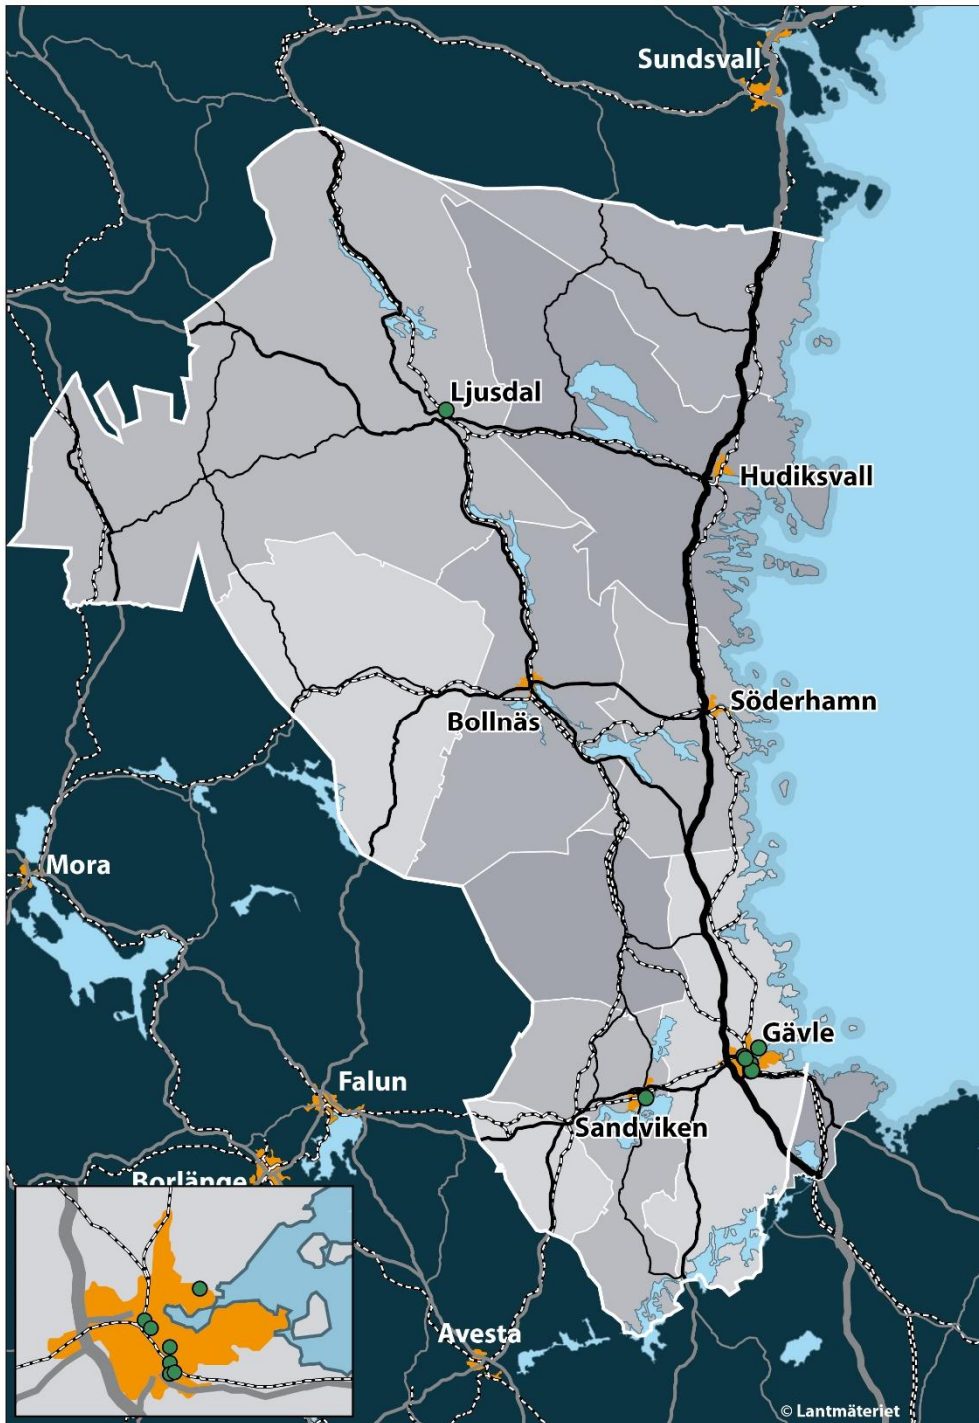 Sundsvall
Ljusdal
Hudiksvall
Söderhamn
Bollnäs
Mora
Gävle
Falun
Sandviken
Borlänge
Avesta
© Lantmäteriet